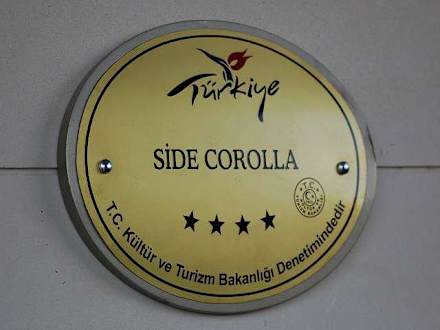 Türkiye
SİDE COROLLA
T.C. Kültür ve Turizm Bakanlığı Denetimindedir